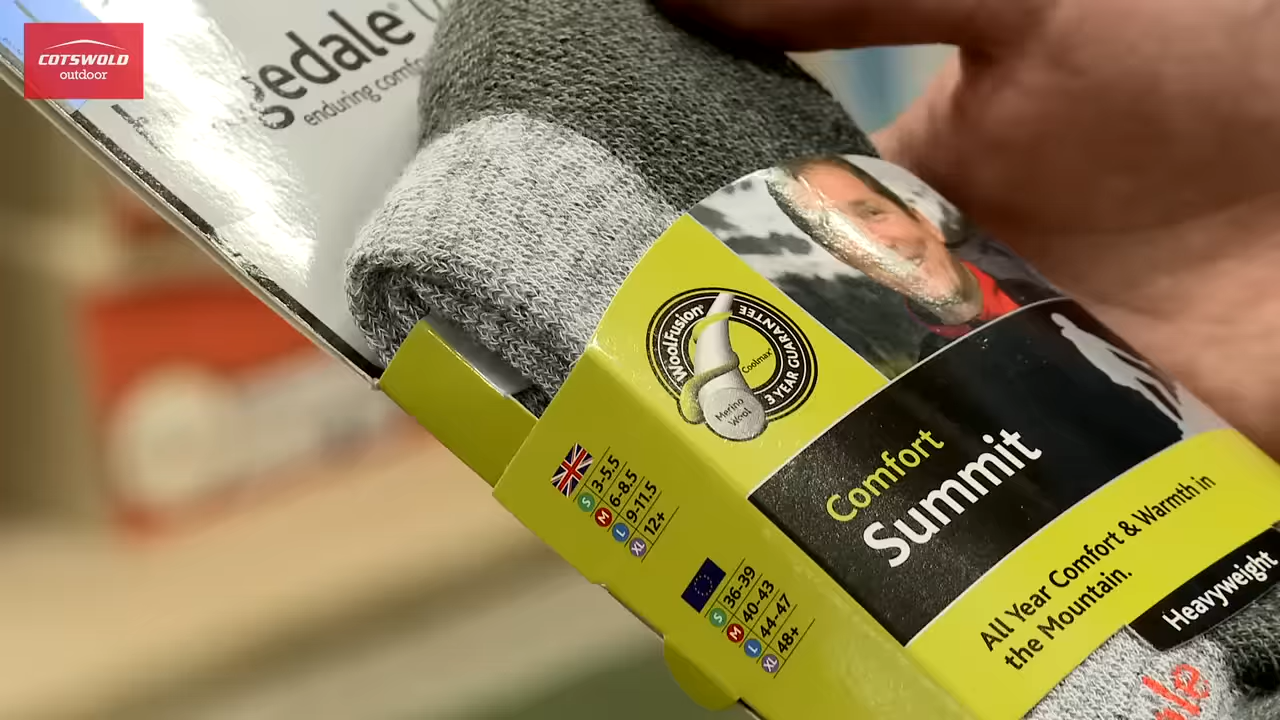 COTSWOLD
outdoor
gedale
enduring comfo
WoolFusion®
3 YEAR GUARANTEE
Coolmax®
Merino
Wool
S 3-5.5
M 6-8.5
L 9-11.5
XL 12+
S 36-39
M 40-43
L 44-47
XL 48+
Comfort
Summit
All Year Comfort & Warmth in
the Mountain.
Heavyweight